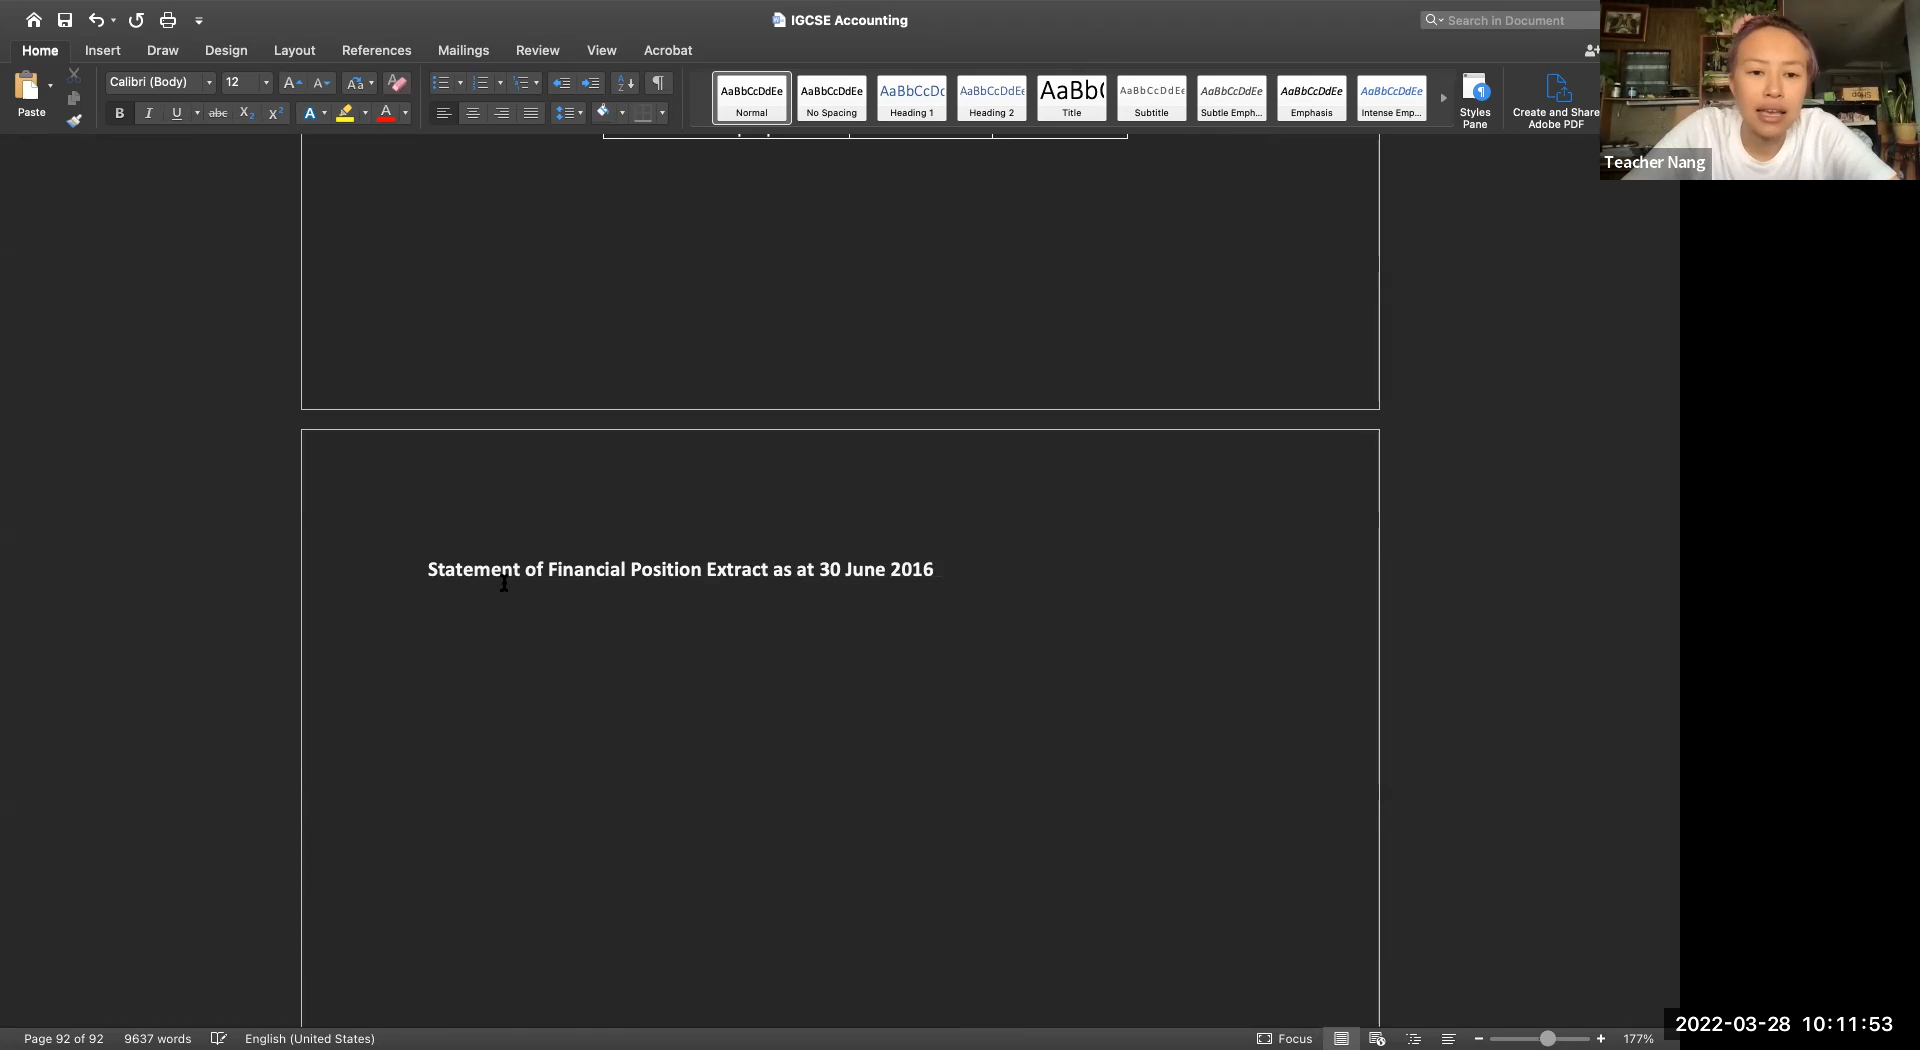 IGCSE Accounting
Search in Document
Home Insert Draw Design Layout References Mailings Review View Acrobat
Paste
Calibri (Body) 12
AaBbCcDdEe AaBbCcDdEe AaBbCcDc AaBbCcDdEe AaBb( AaBbCcDdEe AaBbCcDdEe AaBbCcDdEe AaBbCcDdEe
Normal No Spacing Heading 1 Heading 2 Title Subtitle Subtle Emph... Emphasis Intense Emp...
Styles
Pane
Create and Share
Adobe PDF
Teacher Nang
Statement of Financial Position Extract as at 30 June 2016
Page 92 of 92 9637 words English (United States) Focus 177%
2022-03-28 10:11:53